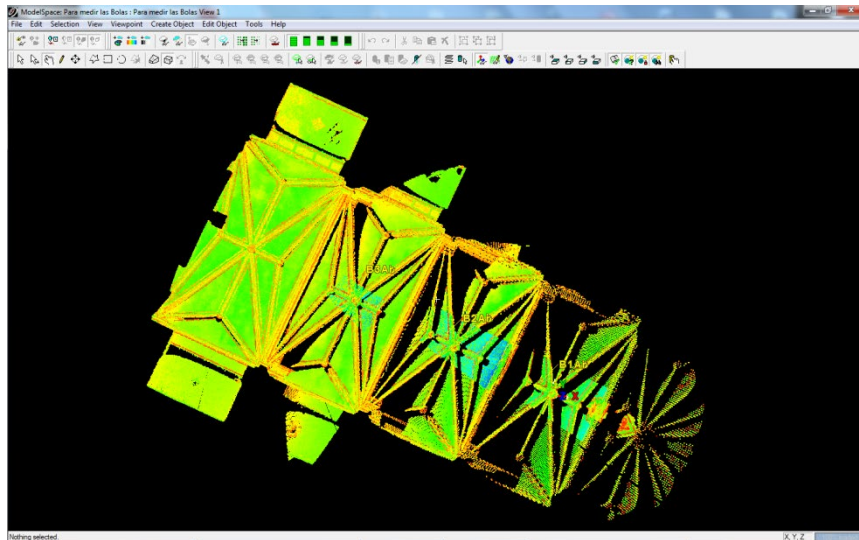 ModelSpace: Para medir las Bolas : Para medir las Bolas View 1
File Edit Selection View Viewpoint Create Object Edit Object Tools Help
B2Ab
B1Ab
Nothing selected.
X, Y, Z